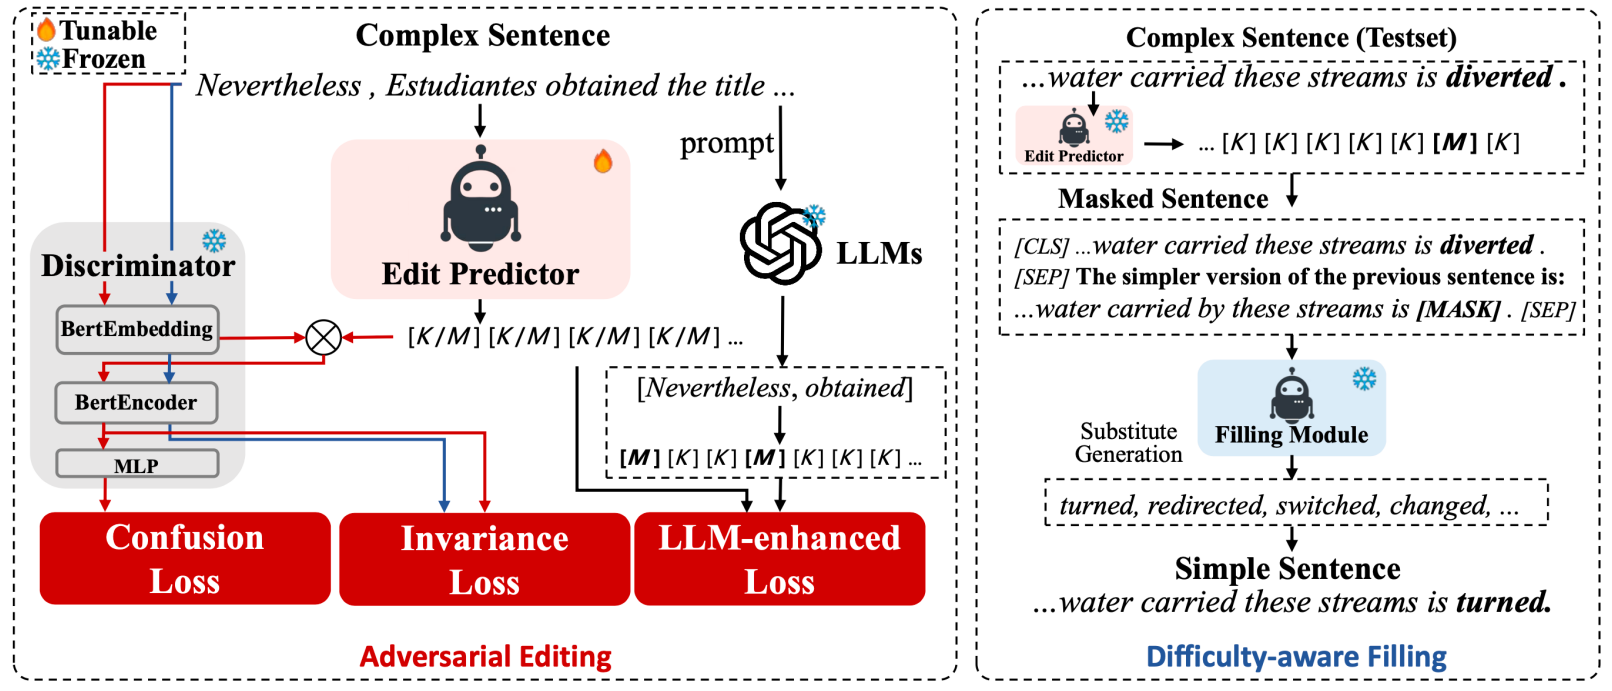 Tunable
Frozen
Complex Sentence
Nevertheless , Estudiantes obtained the title ...
prompt
Edit Predictor
LLMs
Discriminator
BertEmbedding
BertEncoder
MLP
[K/M] [K/M] [K/M] [K/M] ...
[Nevertheless, obtained]
[M] [K] [K] [M] [K] [K] [K] ...
Confusion
Loss
Invariance
Loss
LLM-enhanced
Loss
Adversarial Editing
Complex Sentence (Testset)
...water carried these streams is diverted .
Edit Predictor
... [K] [K] [K] [K] [K] [M] [K]
Masked Sentence
[CLS] ...water carried these streams is diverted .
[SEP] The simpler version of the previous sentence is:
...water carried by these streams is [MASK] . [SEP]
Filling Module
Substitute
Generation
turned, redirected, switched, changed, ...
Simple Sentence
...water carried these streams is turned.
Difficulty-aware Filling